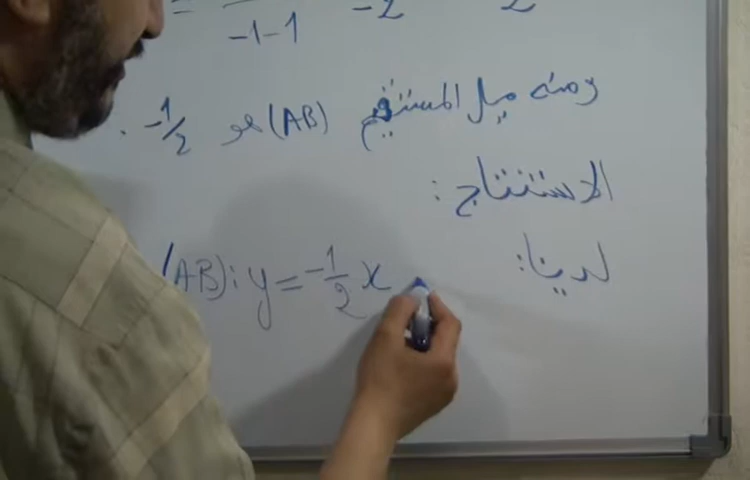 = -1-1 -2 2
ومنه ميل المستقيم (AB) هو -1/2 .
الاستنتاج :
لدينا :
(AB): y = -1/2 x